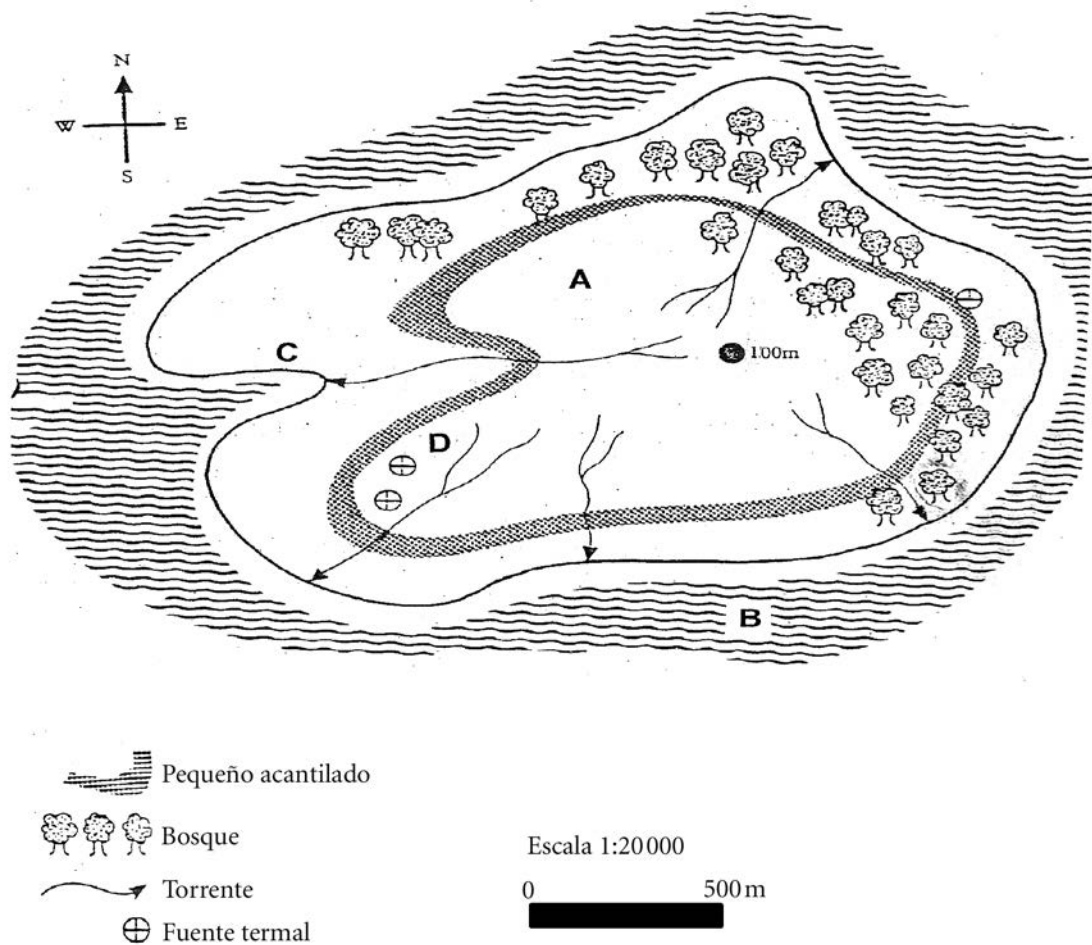 N
W E
S
A
100m
C
D
B
Pequeño acantilado
Bosque
Torrente
Fuente termal
Escala 1:20 000
0 500 m